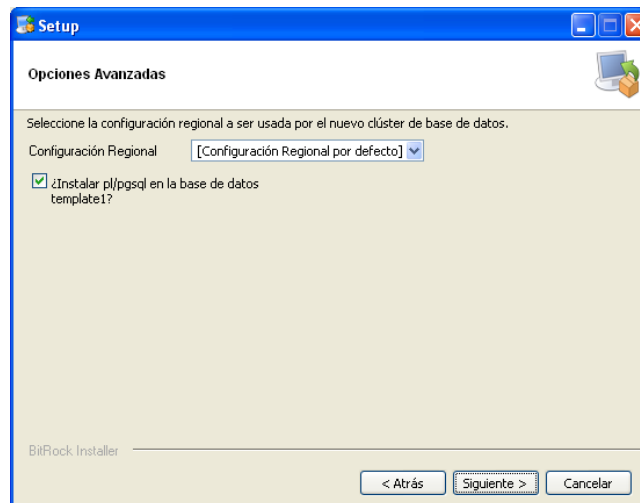 Setup
Opciones Avanzadas
Seleccione la configuración regional a ser usada por el nuevo clúster de base de datos.
Configuración Regional [Configuración Regional por defecto]
¿Instalar pl/pgsql en la base de datos
template1?
BitRock Installer
< Atrás Siguiente > Cancelar